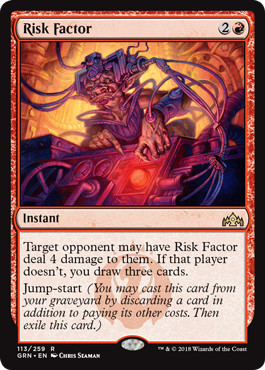 Risk Factor 2
Instant
Target opponent may have Risk Factor
deal 4 damage to them. If that player
doesn't, you draw three cards.
Jump-start (You may cast this card from
your graveyard by discarding a card in
addition to paying its other costs. Then
exile this card.)
113/259 R
GRN • EN Chris Seaman
™ & © 2018 Wizards of the Coast